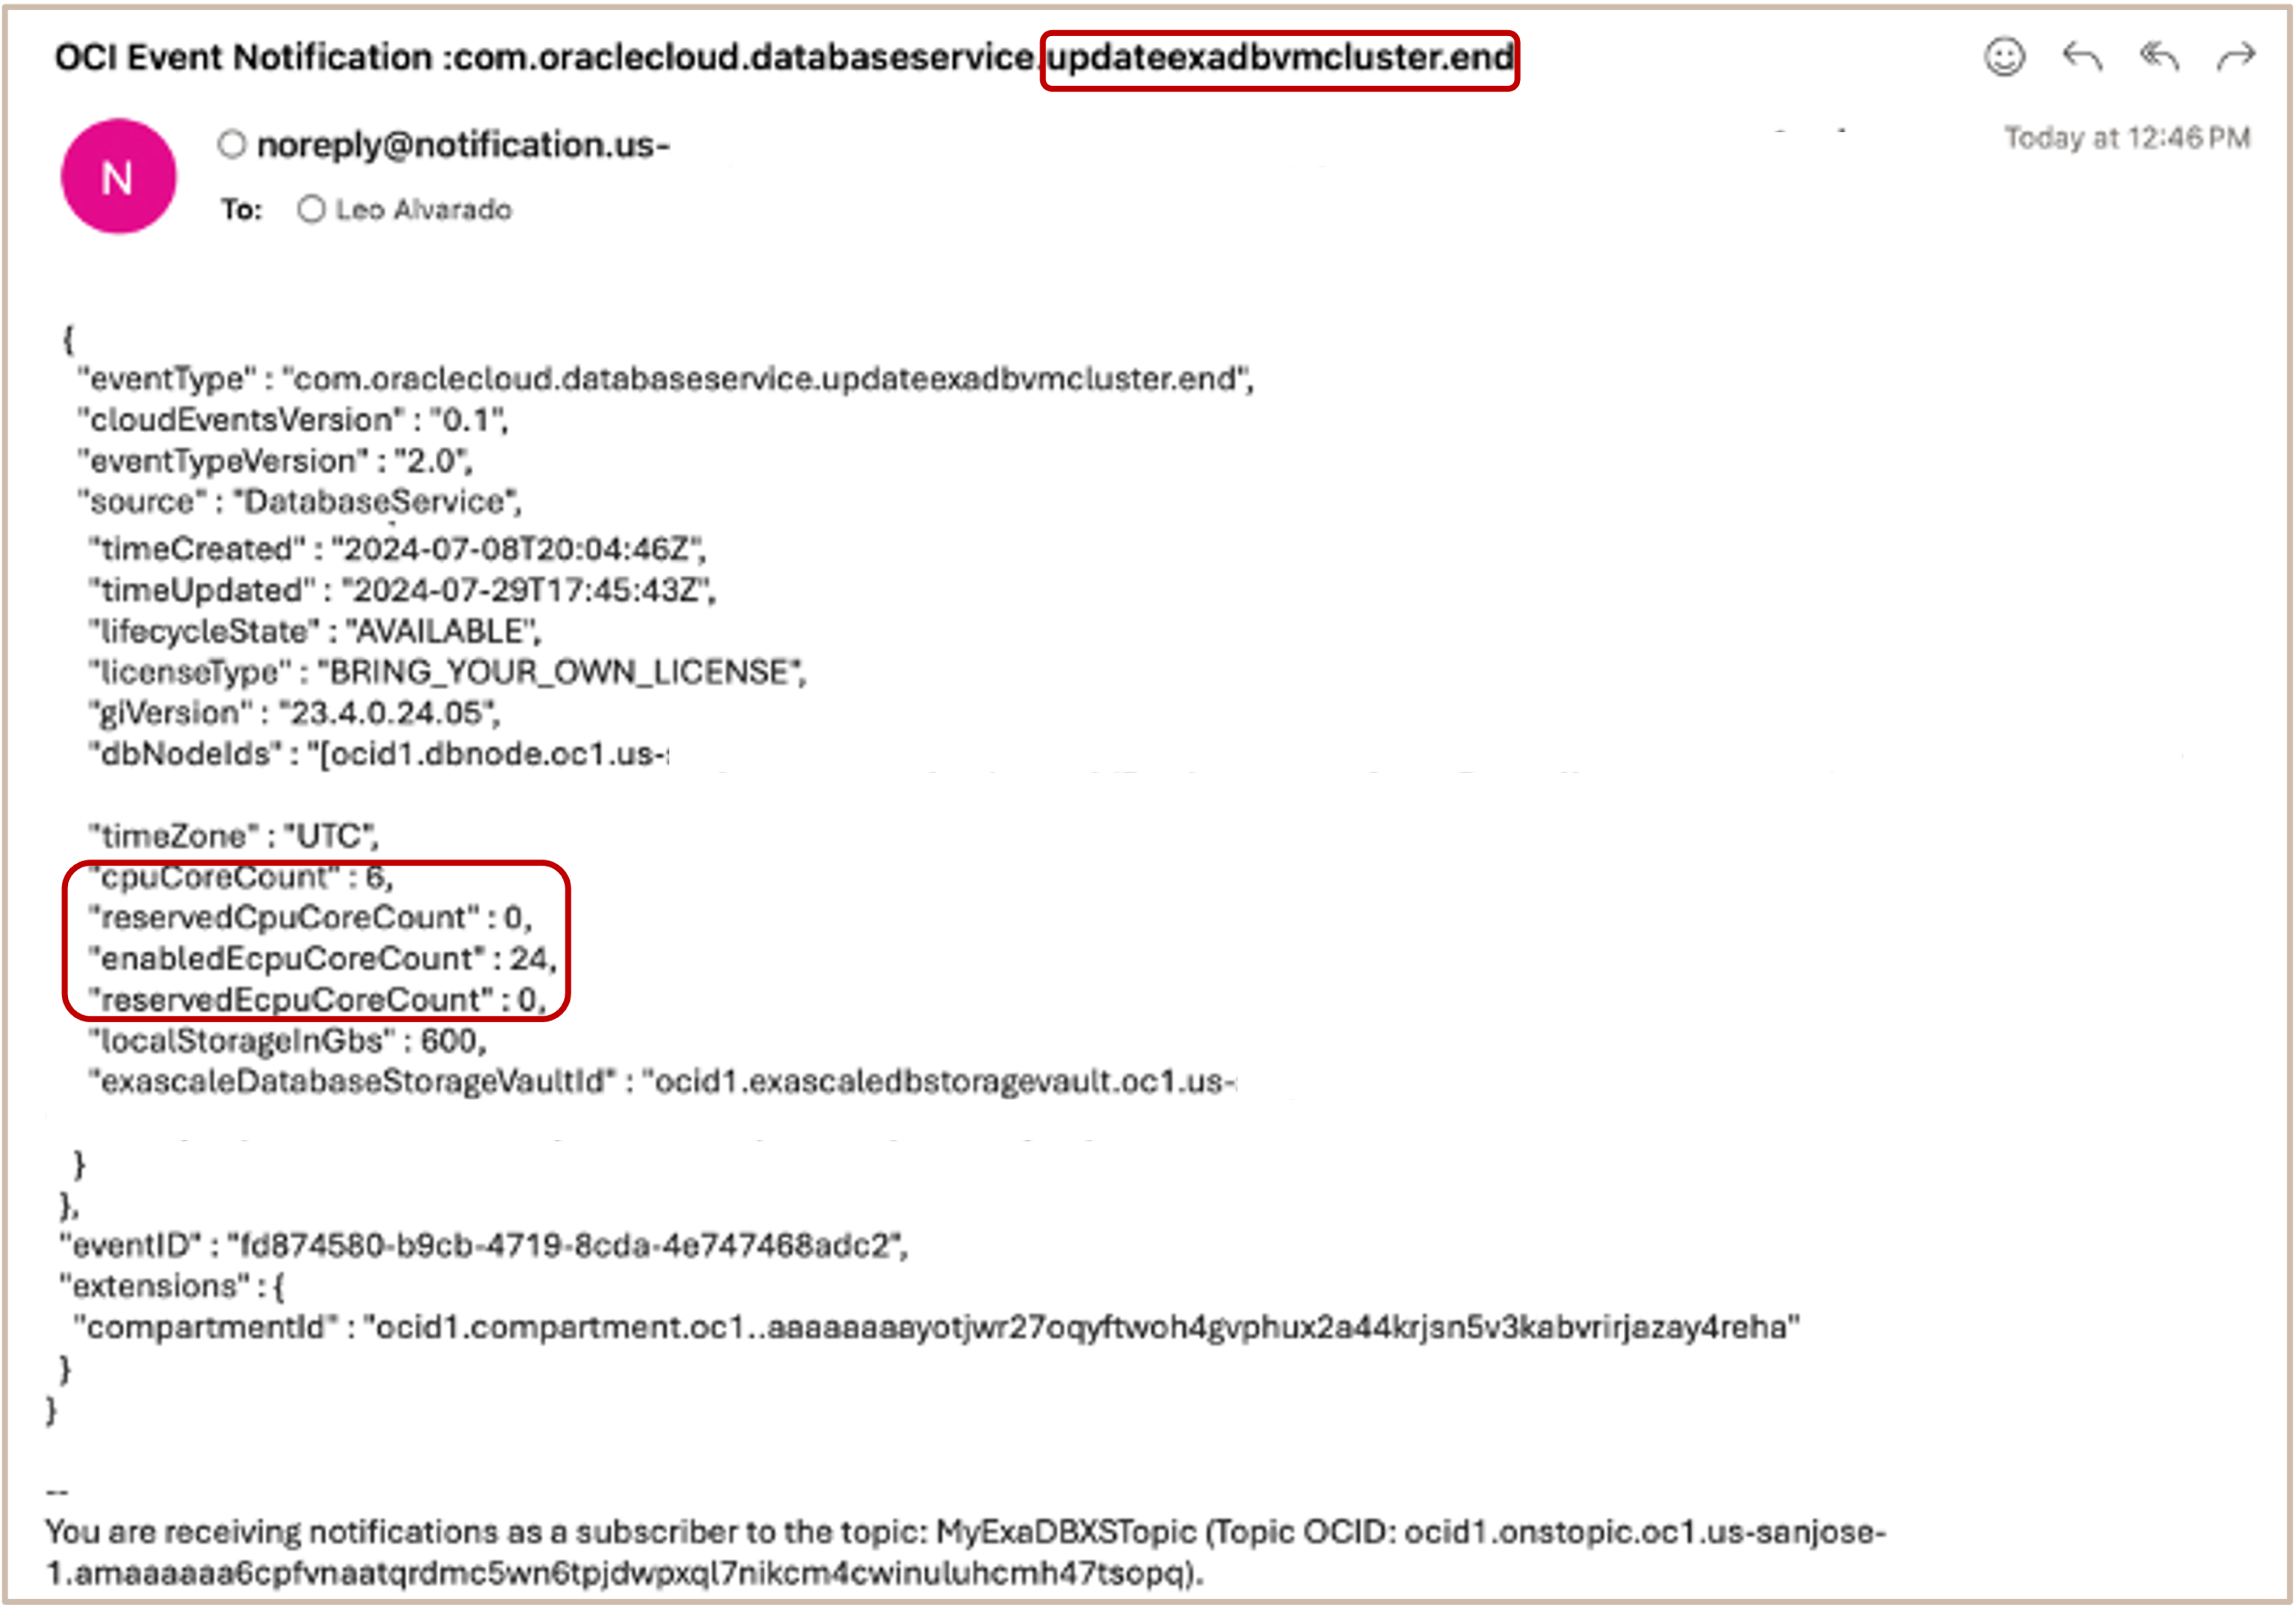 OCI Event Notification :com.oraclecloud.databaseservice.updateexadbvmcluster.end
N
noreply@notification.us-
Today at 12:46 PM
To: Leo Alvarado
{
"eventType" : "com.oraclecloud.databaseservice.updateexadbvmcluster.end",
"cloudEventsVersion" : "0.1",
"eventTypeVersion" : "2.0",
"source" : "DatabaseService",
"timeCreated" : "2024-07-08T20:04:46Z",
"timeUpdated" : "2024-07-29T17:45:43Z",
"lifecycleState" : "AVAILABLE",
"licenseType" : "BRING_YOUR_OWN_LICENSE",
"giVersion" : "23.4.0.24.05",
"dbNodeIds" : "[ocid1.dbnode.oc1.us-
"timeZone" : "UTC",
"cpuCoreCount" : 6,
"reservedCpuCoreCount" : 0,
"enabledEcpuCoreCount" : 24,
"reservedEcpuCoreCount" : 0,
"localStorageInGbs" : 600,
"exascaleDatabaseStorageVaultId" : "ocid1.exascaledbstoragevault.oc1.us-
}
},
"eventID" : "fd874580-b9cb-4719-8cda-4e747468adc2",
"extensions" : {
"compartmentId" : "ocid1.compartment.oc1..aaaaaaaayotjwr27oqyftwoh4gvphux2a44krjsn5v3kabvrirjazay4reha"
}
}
--
You are receiving notifications as a subscriber to the topic: MyExaDBXSTopic (Topic OCID: ocid1.onstopic.oc1.us-sanjose-
1.amaaaaaa6cpfvnaatqrdmc5wn6tpjdwpxql7nikcm4cwinuluhcmh47tsopq).